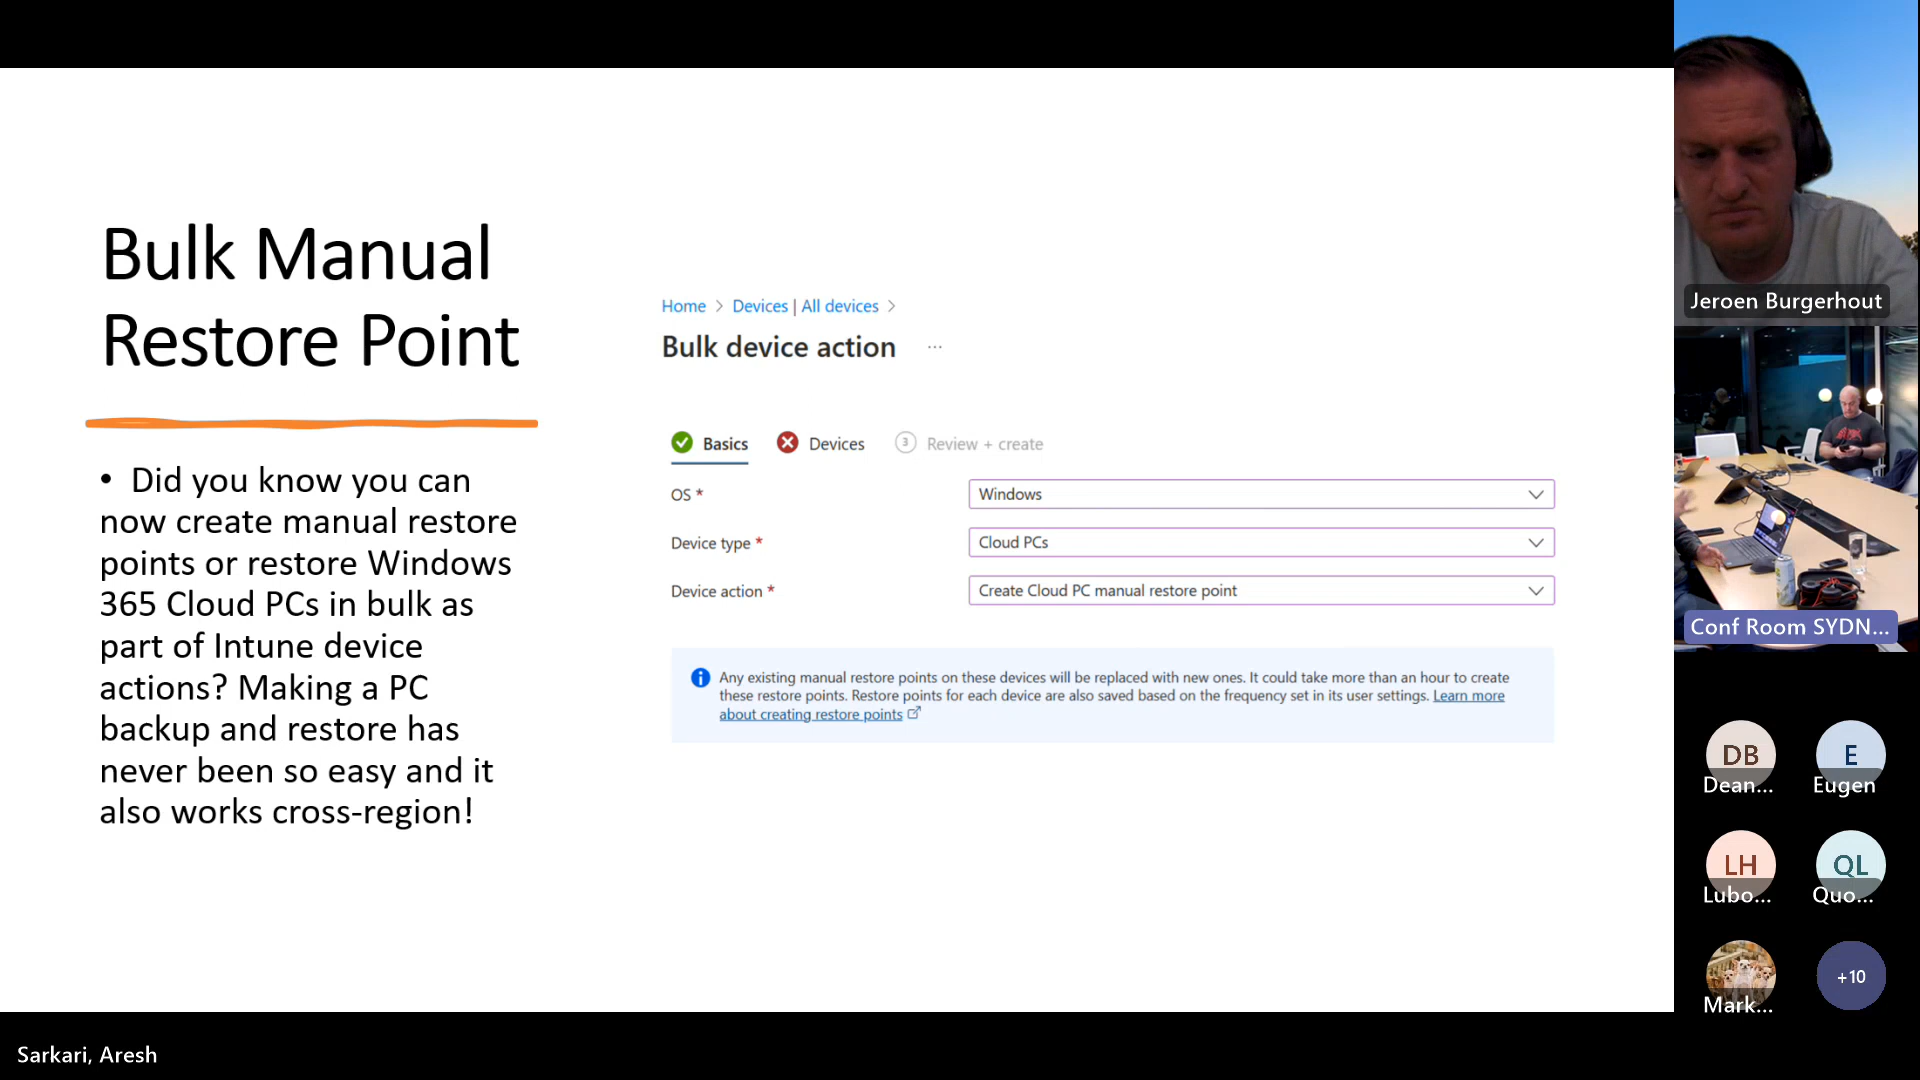 Bulk Manual
Restore Point
• Did you know you can
now create manual restore
points or restore Windows
365 Cloud PCs in bulk as
part of Intune device
actions? Making a PC
backup and restore has
never been so easy and it
also works cross-region!
Home > Devices | All devices >
Bulk device action ...
Basics Devices 3 Review + create
OS * Windows
Device type * Cloud PCs
Device action * Create Cloud PC manual restore point
Any existing manual restore points on these devices will be replaced with new ones. It could take more than an hour to create
these restore points. Restore points for each device are also saved based on the frequency set in its user settings. Learn more
about creating restore points
Jeroen Burgerhout
Conf Room SYDN...
DB E
Dean... Eugen
LH QL
Lubo... Quo...
+10
Mark...
Sarkari, Aresh